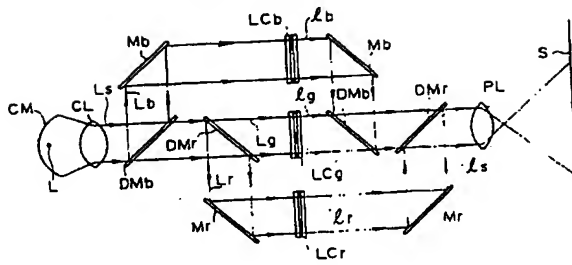 LCb lb
Mb Mb
S
Ls Lb lg DMb DMr PL
CM CL
DMr Lg
L
Lr ls
DMb LCg
lr
Mr Mr
LCr